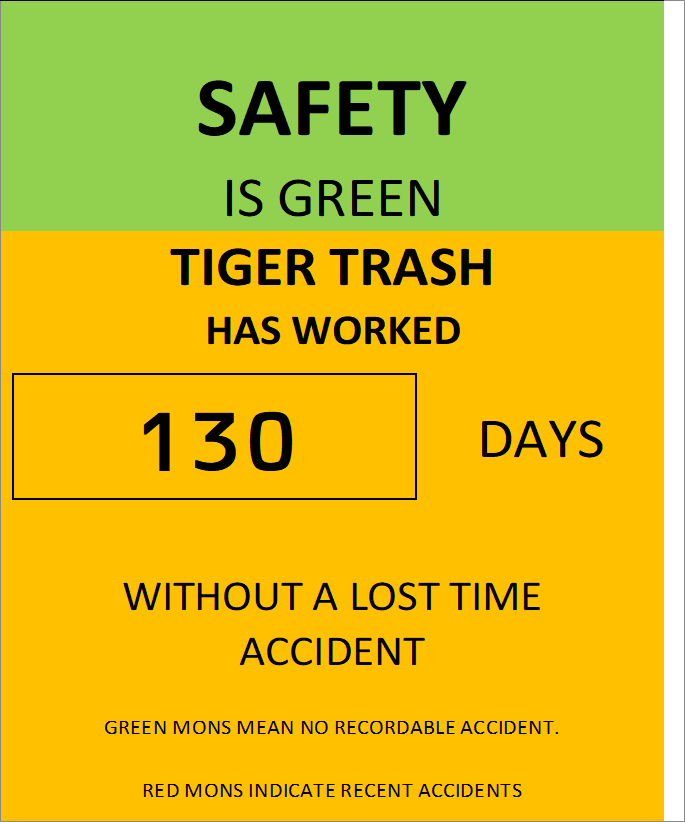 SAFETY
IS GREEN
TIGER TRASH
HAS WORKED
130 DAYS
WITHOUT A LOST TIME
ACCIDENT
GREEN MONS MEAN NO RECORDABLE ACCIDENT.
RED MONS INDICATE RECENT ACCIDENTS